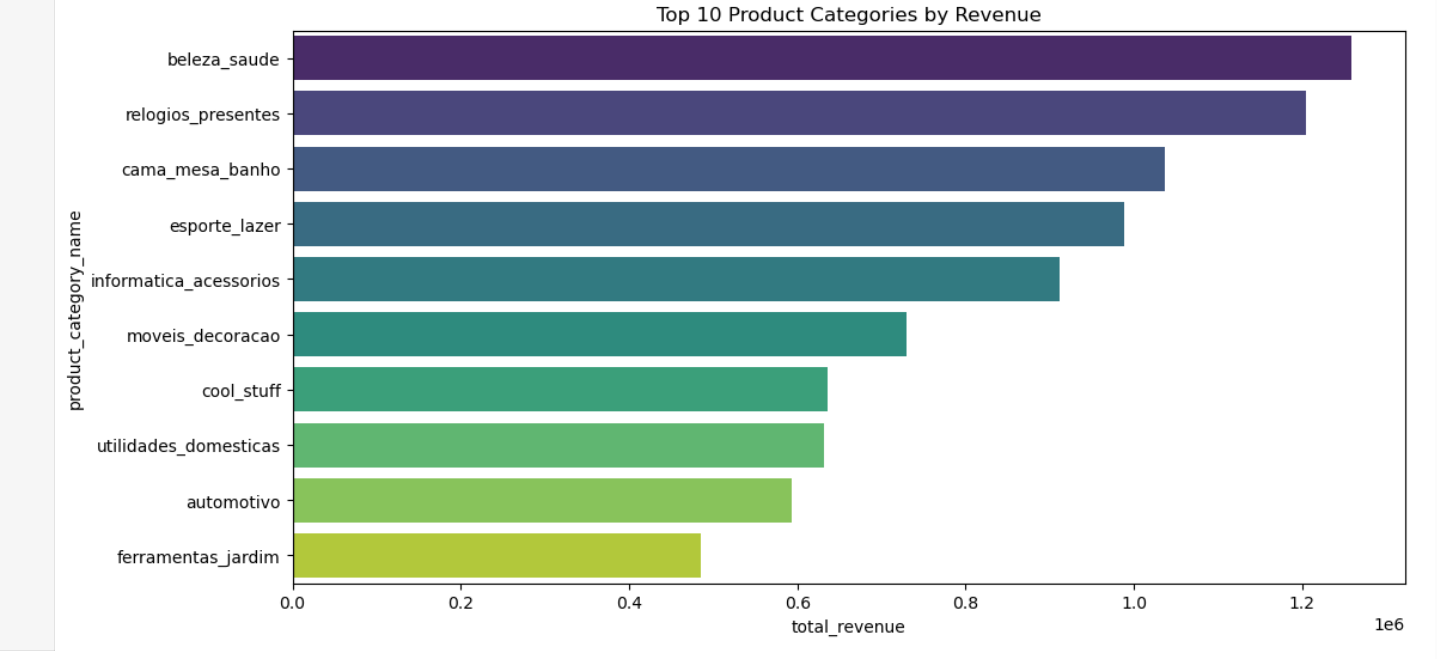 Top 10 Product Categories by Revenue
product_category_name
beleza_saude
relogios_presentes
cama_mesa_banho
esporte_lazer
informatica_acessorios
moveis_decoracao
cool_stuff
utilidades_domesticas
automotivo
ferramentas_jardim
0.0 0.2 0.4 0.6 0.8 1.0 1.2
total_revenue
1e6